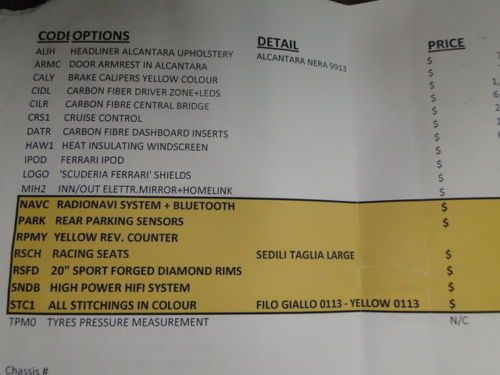 CODE OPTIONS DETAIL PRICE
ALIH HEADLINER ALCANTARA UPHOLSTERY ALCANTARA NERA 9913 $
ARMC DOOR ARMREST IN ALCANTARA $
CALY BRAKE CALIPERS YELLOW COLOUR $
CIDL CARBON FIBER DRIVER ZONE+LEDS $
CILR CARBON FIBRE CENTRAL BRIDGE $
CRS1 CRUISE CONTROL $
DATR CARBON FIBRE DASHBOARD INSERTS $
HAW1 HEAT INSULATING WINDSCREEN $
IPOD FERRARI IPOD $
LOGO 'SCUDERIA FERRARI' SHIELDS $
MIH2 INN/OUT ELETTR.MIRROR+HOMELINK $
NAVC RADIONAVI SYSTEM + BLUETOOTH $
PARK REAR PARKING SENSORS $
RPMY YELLOW REV. COUNTER
RSCH RACING SEATS SEDILI TAGLIA LARGE $
RSFD 20" SPORT FORGED DIAMOND RIMS $
SNDB HIGH POWER HIFI SYSTEM $
STC1 ALL STITCHINGS IN COLOUR FILO GIALLO 0113 - YELLOW 0113 $
TPM0 TYRES PRESSURE MEASUREMENT N/C
Chassis #